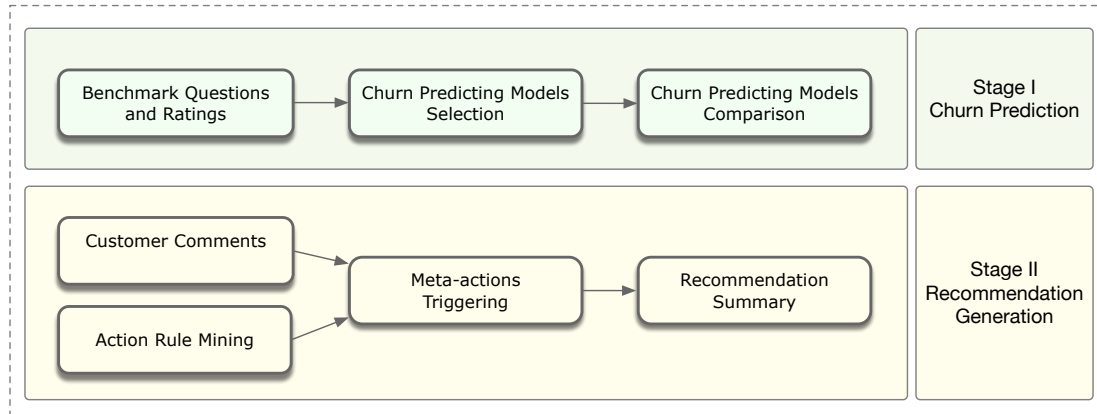 Benchmark Questions
and Ratings
Churn Predicting Models
Selection
Churn Predicting Models
Comparison
Stage I
Churn Prediction
Customer Comments
Action Rule Mining
Meta-actions
Triggering
Recommendation
Summary
Stage II
Recommendation
Generation